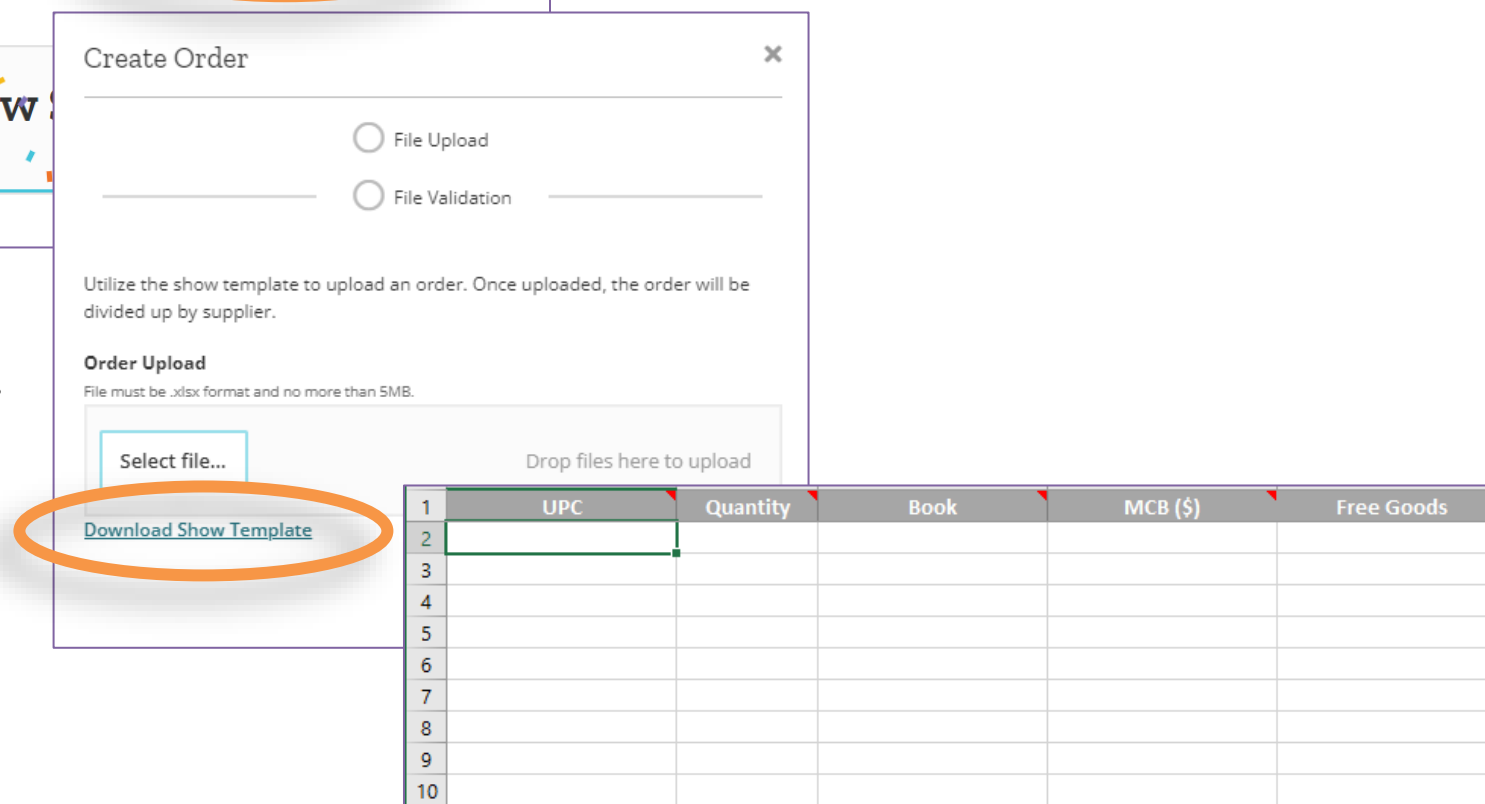 Create Order
w
File Upload
File Validation
Utilize the show template to upload an order. Once uploaded, the order will be
divided up by supplier.
Order Upload
File must be .xlsx format and no more than 5MB.
Select file...
Drop files here to upload
Download Show Template
1 UPC Quantity Book MCB ($) Free Goods
2
3
4
5
6
7
8
9
10